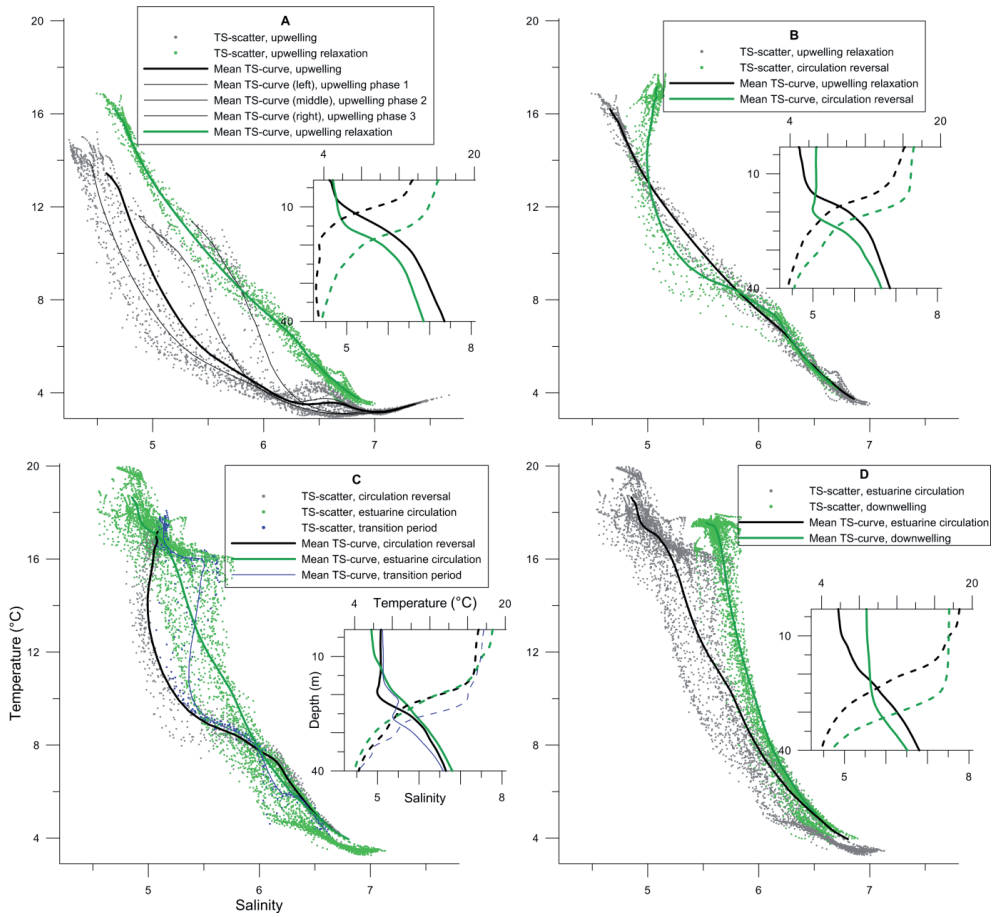 A
TS-scatter, upwelling
TS-scatter, upwelling relaxation
Mean TS-curve, upwelling
Mean TS-curve (left), upwelling phase 1
Mean TS-curve (middle), upwelling phase 2
Mean TS-curve (right), upwelling phase 3
Mean TS-curve, upwelling relaxation
20
16
12
8
4
5
6
7
4
20
10
40
5
8
B
TS-scatter, upwelling relaxation
TS-scatter, circulation reversal
Mean TS-curve, upwelling relaxation
Mean TS-curve, circulation reversal
20
16
12
8
4
5
6
7
4
20
10
40
5
8
C
TS-scatter, circulation reversal
TS-scatter, estuarine circulation
TS-scatter, transition period
Mean TS-curve, circulation reversal
Mean TS-curve, estuarine circulation
Mean TS-curve, transition period
20
16
12
8
4
Temperature (°C)
5
6
7
Salinity
4
Temperature (°C)
20
10
Depth (m)
40
5
8
Salinity
D
TS-scatter, estuarine circulation
TS-scatter, downwelling
Mean TS-curve, estuarine circulation
Mean TS-curve, downwelling
20
16
12
8
4
5
6
7
4
20
10
40
5
8